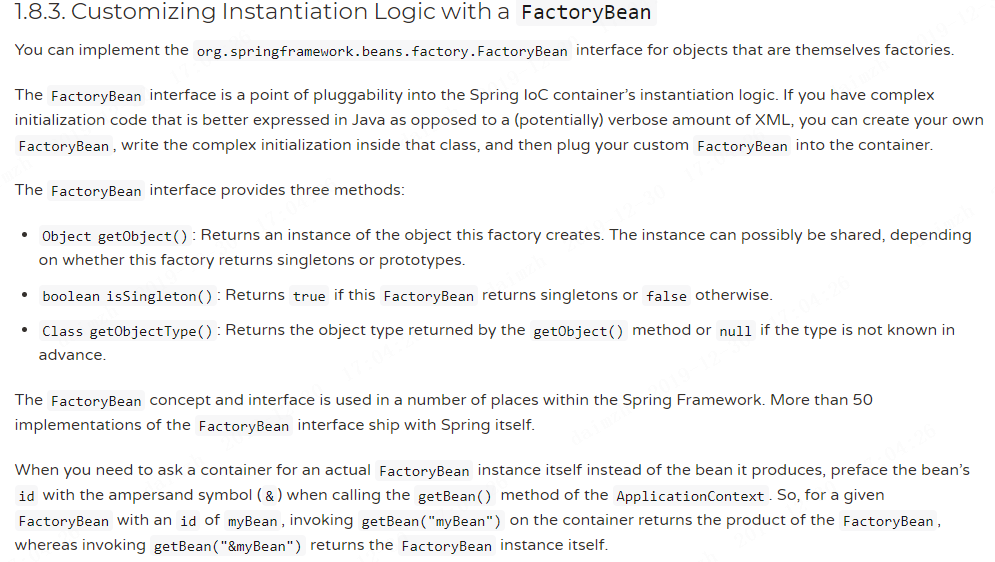 1.8.3. Customizing Instantiation Logic with a FactoryBean
You can implement the org.springframework.beans.factory.FactoryBean interface for objects that are themselves factories.
The FactoryBean interface is a point of pluggability into the Spring IoC container's instantiation logic. If you have complex
initialization code that is better expressed in Java as opposed to a (potentially) verbose amount of XML, you can create your own
FactoryBean, write the complex initialization inside that class, and then plug your custom FactoryBean into the container.
The FactoryBean interface provides three methods:
• Object getObject(): Returns an instance of the object this factory creates. The instance can possibly be shared, depending
on whether this factory returns singletons or prototypes.
• boolean isSingleton(): Returns true if this FactoryBean returns singletons or false otherwise.
• Class getObjectType(): Returns the object type returned by the getObject() method or null if the type is not known in
advance.
The FactoryBean concept and interface is used in a number of places within the Spring Framework. More than 50
implementations of the FactoryBean interface ship with Spring itself.
When you need to ask a container for an actual FactoryBean instance itself instead of the bean it produces, preface the bean's
id with the ampersand symbol (&) when calling the getBean() method of the ApplicationContext. So, for a given
FactoryBean with an id of myBean, invoking getBean("myBean") on the container returns the product of the FactoryBean,
whereas invoking getBean("&myBean") returns the FactoryBean instance itself.